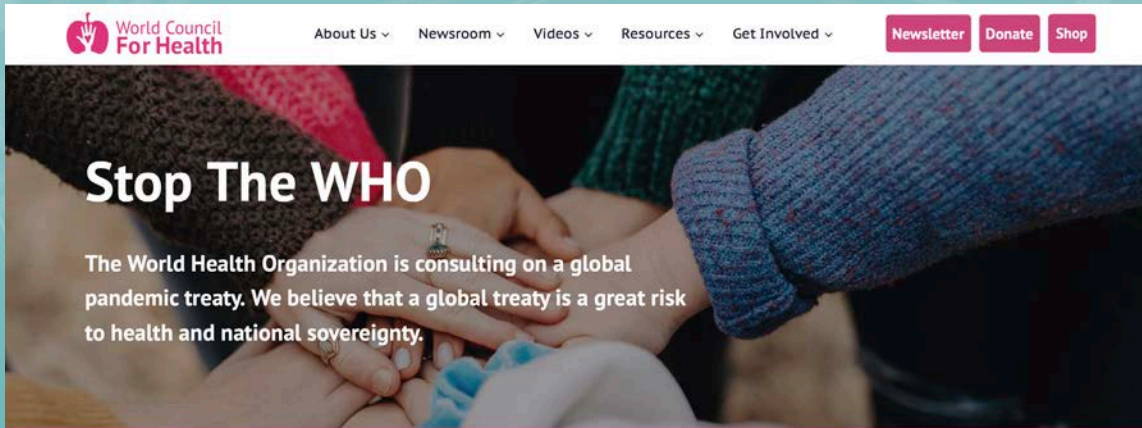 World Council
For Health
About Us
Newsroom
Videos
Resources
Get Involved
Newsletter
Donate
Shop
Stop The WHO
The World Health Organization is consulting on a global
pandemic treaty. We believe that a global treaty is a great risk
to health and national sovereignty.